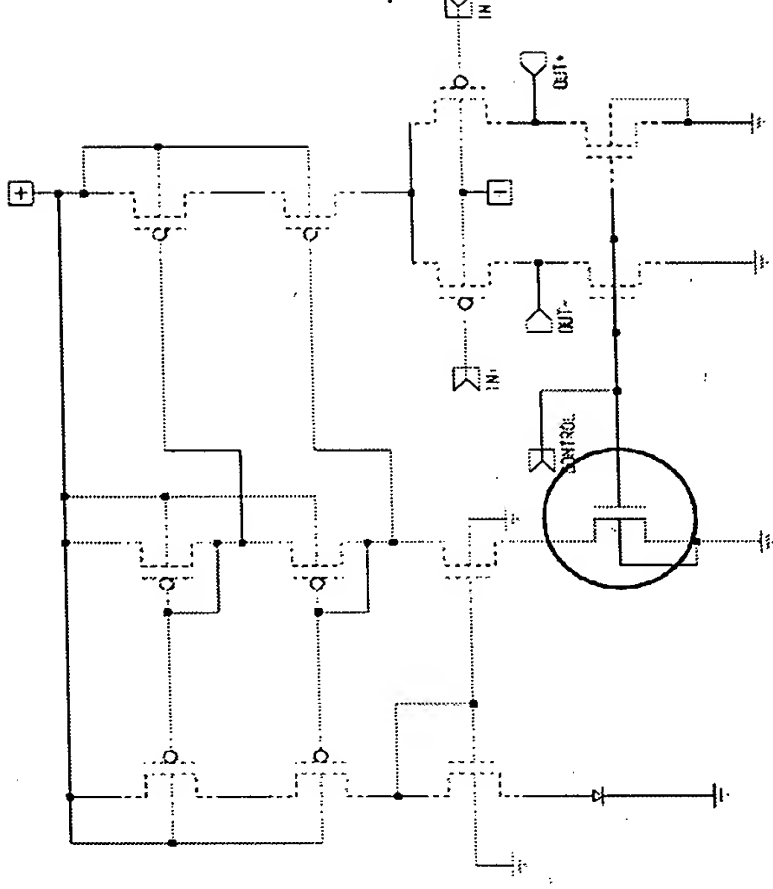 IN
OUT+
+
−
OUT-
IN-
CONTROL